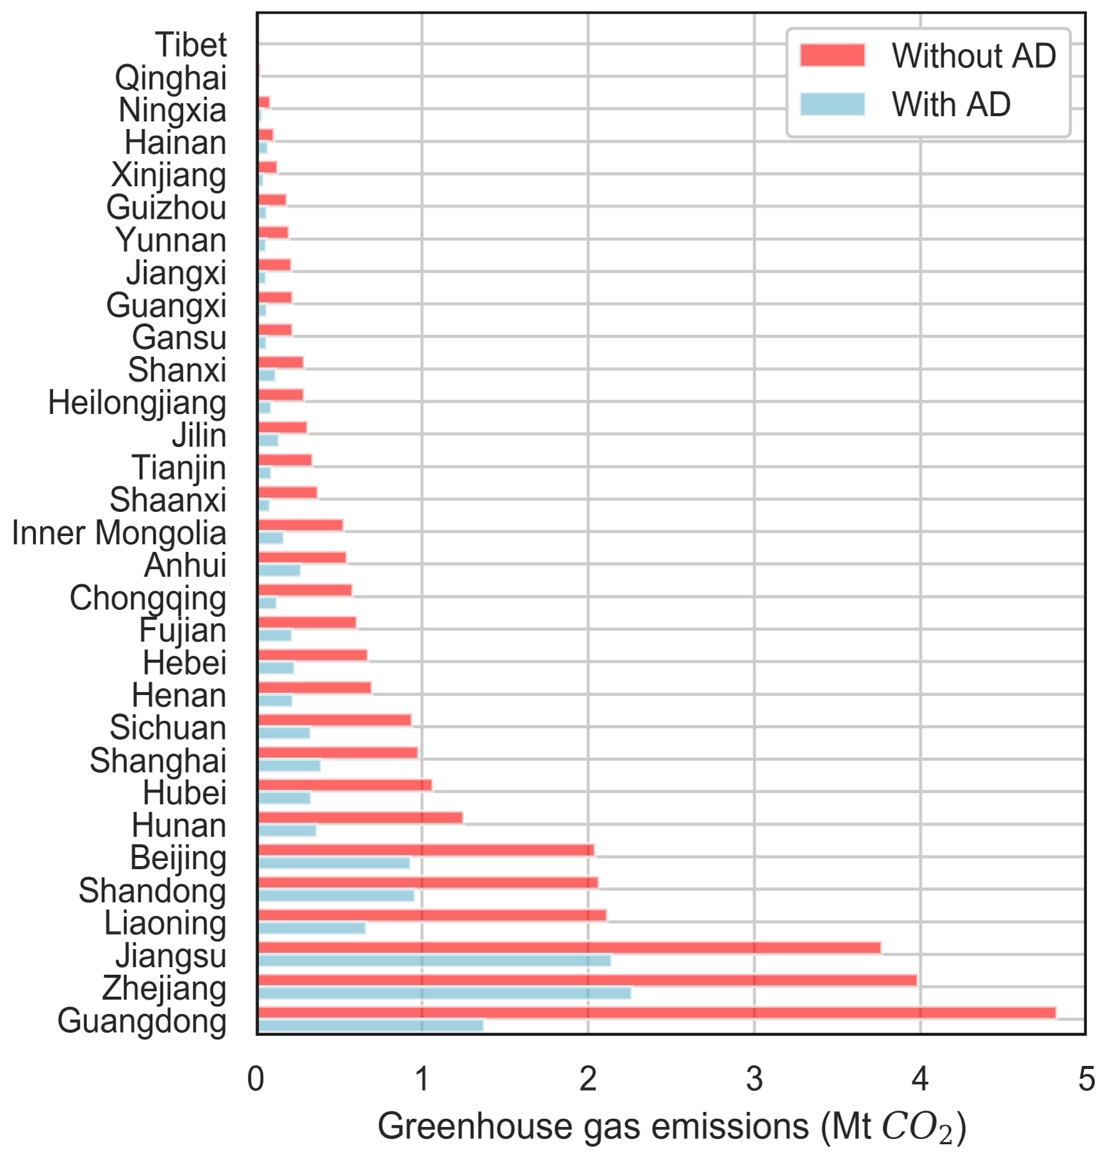 Without AD
With AD
Tibet
Qinghai
Ningxia
Hainan
Xinjiang
Guizhou
Yunnan
Jiangxi
Guangxi
Gansu
Shanxi
Heilongjiang
Jilin
Tianjin
Shaanxi
Inner Mongolia
Anhui
Chongqing
Fujian
Hebei
Henan
Sichuan
Shanghai
Hubei
Hunan
Beijing
Shandong
Liaoning
Jiangsu
Zhejiang
Guangdong
0 1 2 3 4 5
Greenhouse gas emissions (Mt CO₂)